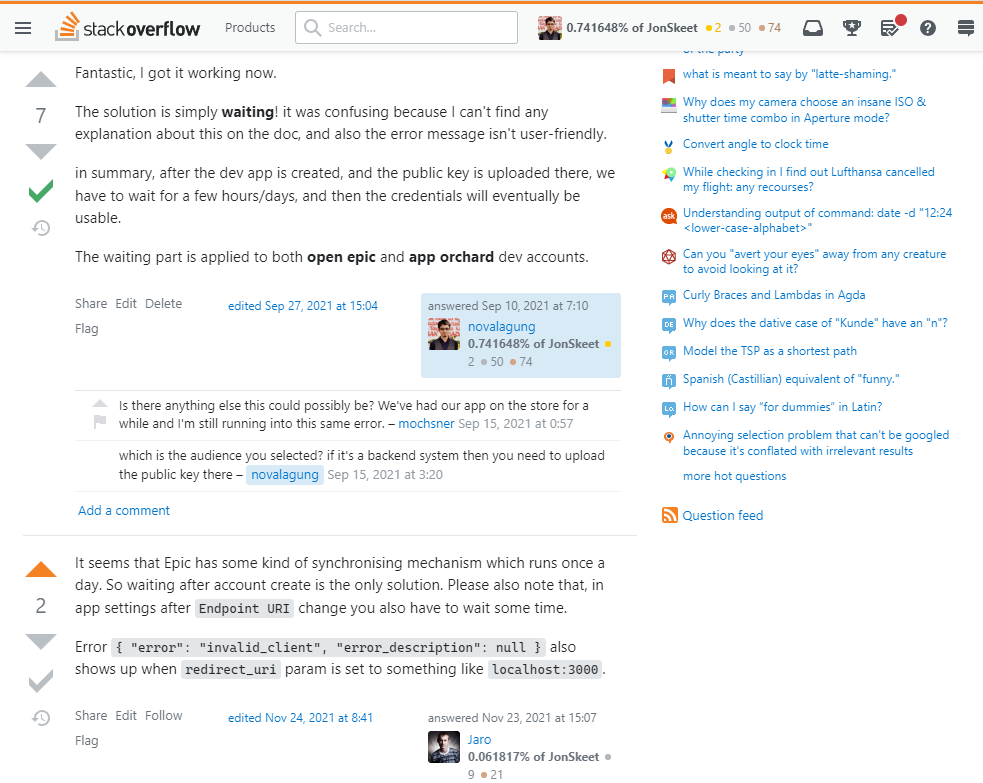 stackoverflow Products Search... 0.741648% of JonSkeet 2 50 74
Fantastic, I got it working now.
7
The solution is simply waiting! it was confusing because I can't find any
explanation about this on the doc, and also the error message isn't user-friendly.
in summary, after the dev app is created, and the public key is uploaded there, we
have to wait for a few hours/days, and then the credentials will eventually be
usable.
The waiting part is applied to both open epic and app orchard dev accounts.
Share Edit Delete
Flag
edited Sep 27, 2021 at 15:04
answered Sep 10, 2021 at 7:10
novalagung
0.741648% of JonSkeet
2 50 74
Is there anything else this could possibly be? We've had our app on the store for a
while and I'm still running into this same error. – mochsner Sep 15, 2021 at 0:57
which is the audience you selected? if it's a backend system then you need to upload
the public key there – novalagung Sep 15, 2021 at 3:20
Add a comment
It seems that Epic has some kind of synchronising mechanism which runs once a
day. So waiting after account create is the only solution. Please also note that, in
2
app settings after Endpoint URI change you also have to wait some time.
Error { "error": "invalid_client", "error_description": null } also
shows up when redirect_uri param is set to something like localhost:3000.
Share Edit Follow
Flag
edited Nov 24, 2021 at 8:41
answered Nov 23, 2021 at 15:07
Jaro
0.061817% of JonSkeet
9 21
of the party
what is meant to say by "latte-shaming."
Why does my camera choose an insane ISO &
shutter time combo in Aperture mode?
Convert angle to clock time
While checking in I find out Lufthansa cancelled
my flight: any recourses?
ask Understanding output of command: date -d "12:24
<lower-case-alphabet>"
Can you "avert your eyes" away from any creature
to avoid looking at it?
Curly Braces and Lambdas in Agda
DE Why does the dative case of "Kunde" have an "n"?
OR Model the TSP as a shortest path
ñ Spanish (Castillian) equivalent of "funny."
La How can I say “for dummies” in Latin?
Annoying selection problem that can't be googled
because it's conflated with irrelevant results
more hot questions
Question feed